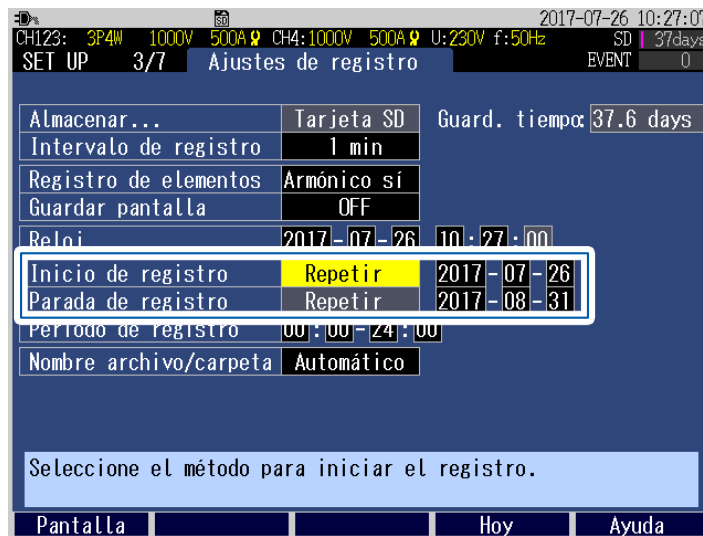 SD 2017-07-26 10:27:07
CH123: 3P4W 1000V 500A CH4:1000V 500A U:230V f:50Hz SD 37days
SET UP 3/7 Ajustes de registro EVENT 0
Almacenar... Tarjeta SD Guard. tiempo: 37.6 days
Intervalo de registro 1 min
Registro de elementos Armónico sí
Guardar pantalla OFF
Reloj 2017-07-26 10:27:00
Inicio de registro Repetir 2017-07-26
Parada de registro Repetir 2017-08-31
Período de registro 00:00-24:00
Nombre archivo/carpeta Automático
Seleccione el método para iniciar el registro.
Pantalla Hoy Ayuda